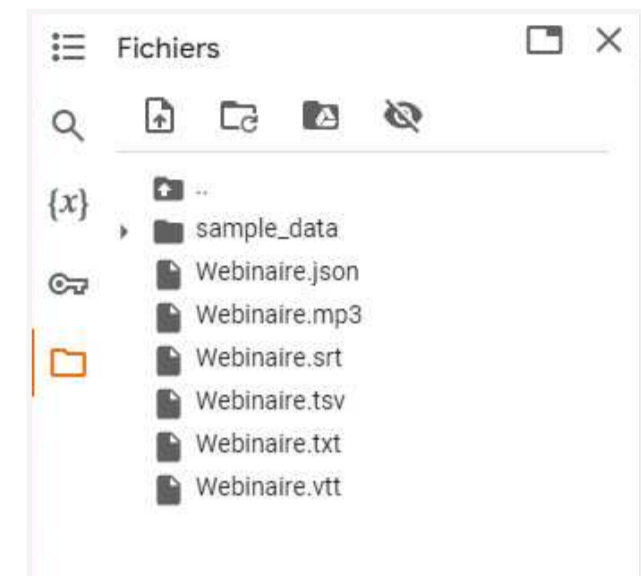 Fichiers
{x}
..
sample_data
Webinaire.json
Webinaire.mp3
Webinaire.srt
Webinaire.tsv
Webinaire.txt
Webinaire.vtt